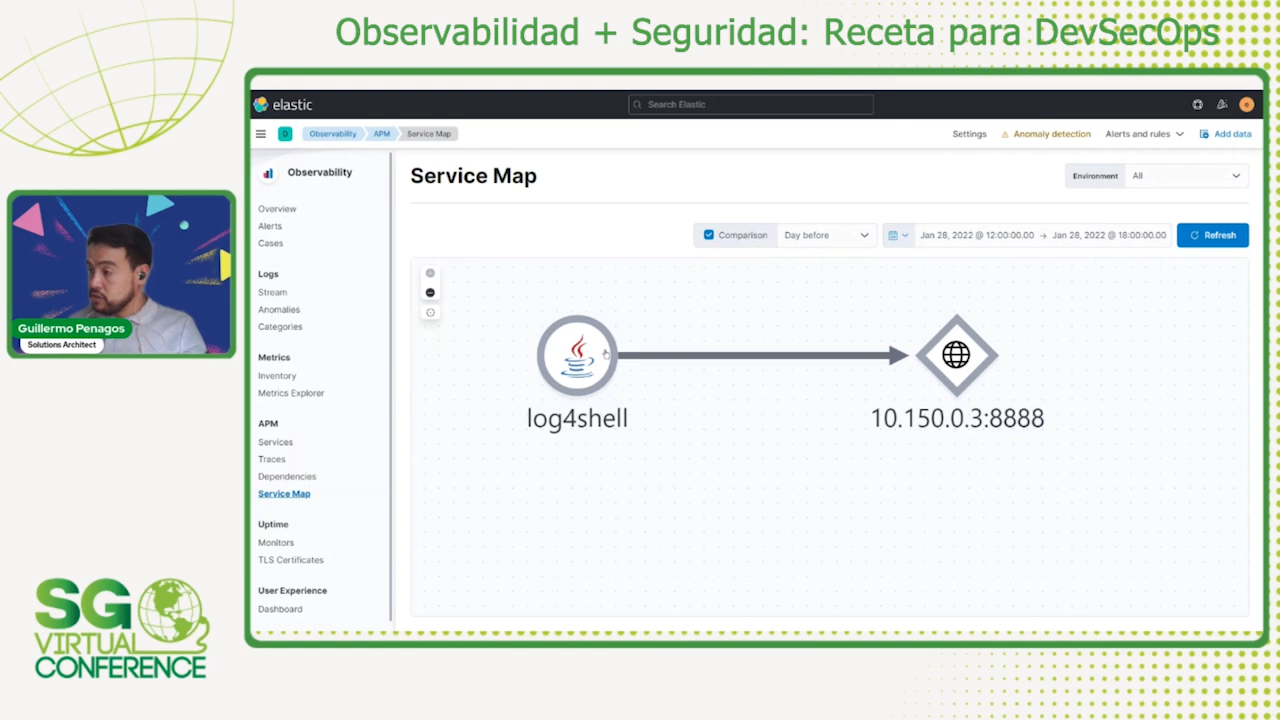 Observabilidad + Seguridad: Receta para DevSecOps
elastic
Search Elastic
e
D
Observability
APM
Service Map
Settings
Anomaly detection
Alerts and rules
Add data
Observability
Service Map
Environment
All
Overview
Alerts
Cases
Comparison
Day before
Jan 28, 2022 @ 12:00:00.00 → Jan 28, 2022 @ 18:00:00.00
Refresh
Logs
Stream
Anomalies
Categories
Guillermo Penagos
Solutions Architect
Metrics
Inventory
Metrics Explorer
log4shell
10.150.0.3:8888
APM
Services
Traces
Dependencies
Service Map
Uptime
Monitors
TLS Certificates
User Experience
Dashboard
SG
VIRTUAL
CONFERENCE